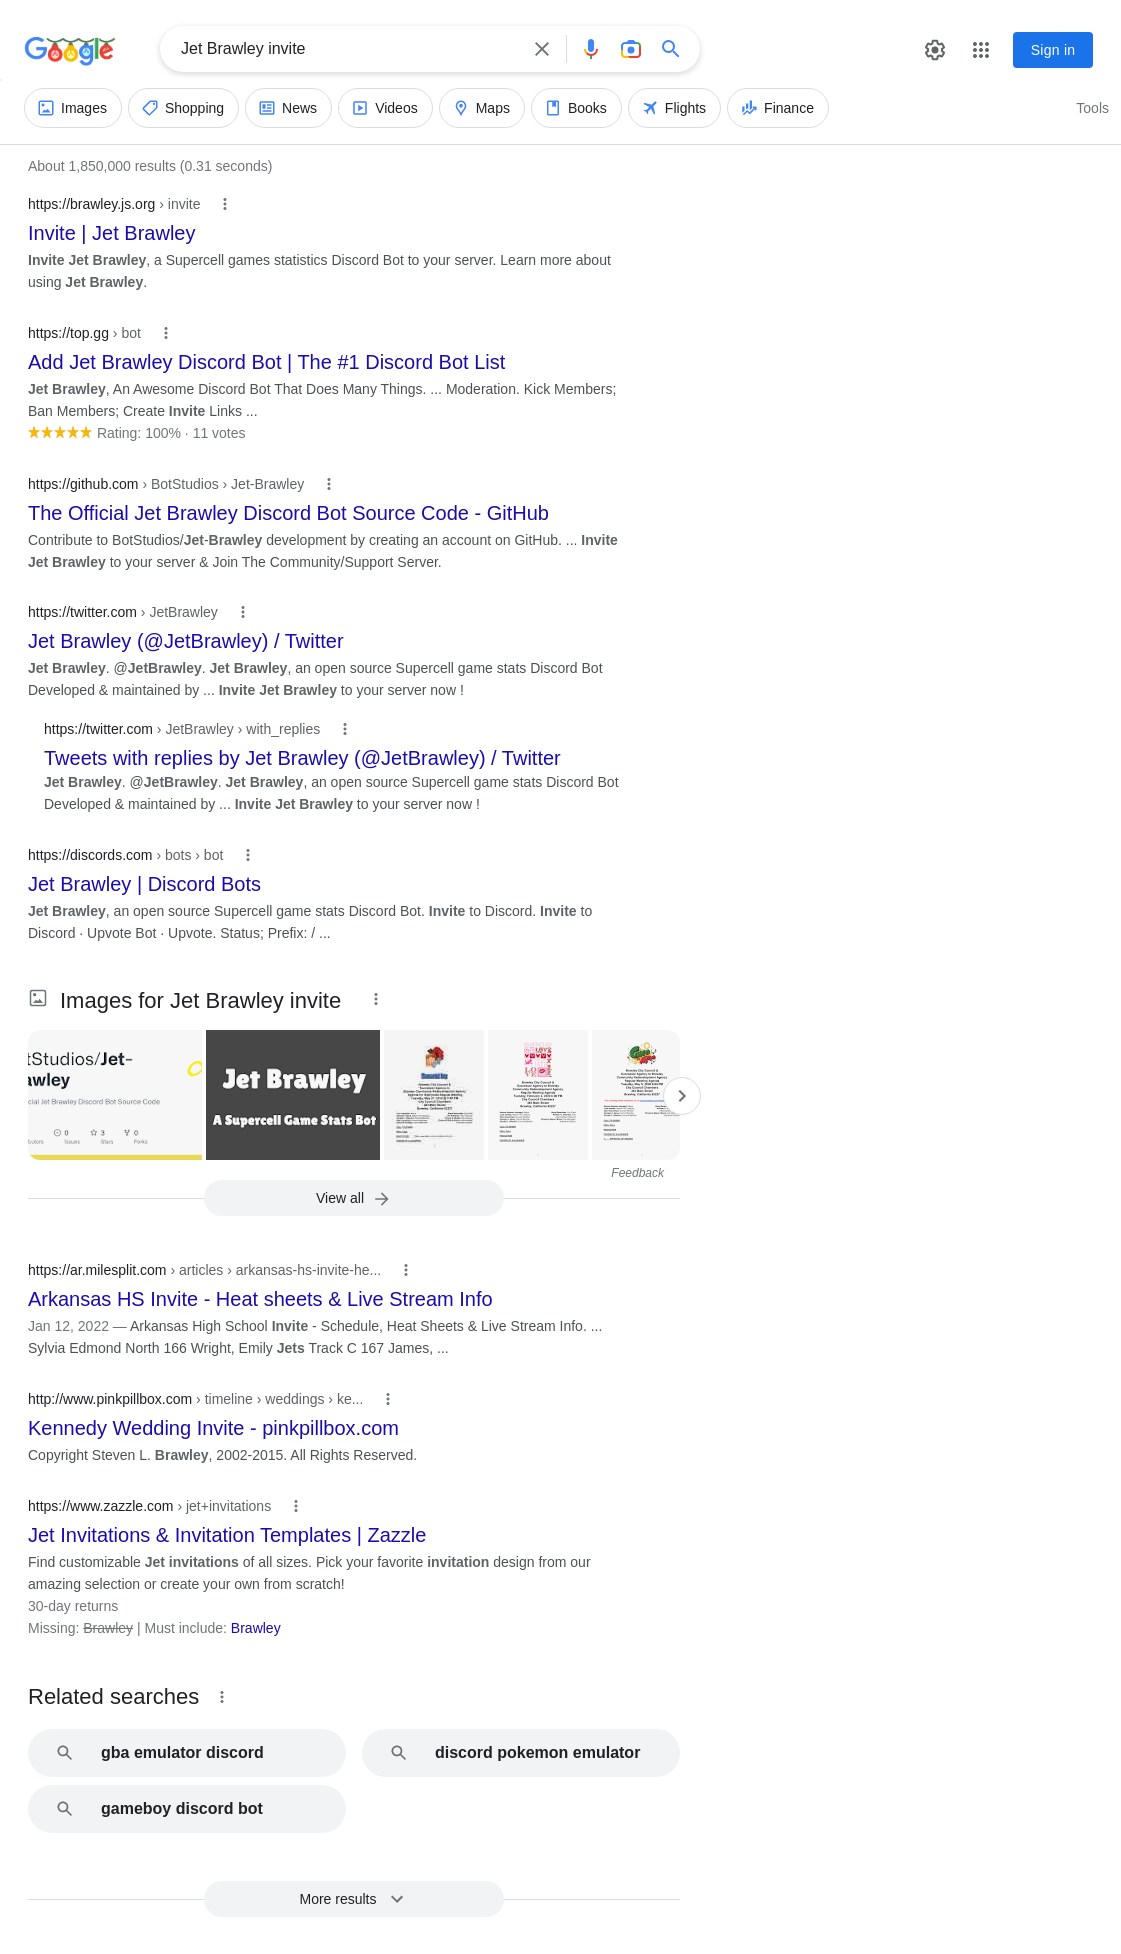 Google
Jet Brawley invite
Sign in
Images
Shopping
News
Videos
Maps
Books
Flights
Finance
Tools
About 1,850,000 results (0.31 seconds)
https://brawley.js.org › invite
Invite | Jet Brawley
Invite Jet Brawley, a Supercell games statistics Discord Bot to your server. Learn more about
using Jet Brawley.
https://top.gg › bot
Add Jet Brawley Discord Bot | The #1 Discord Bot List
Jet Brawley, An Awesome Discord Bot That Does Many Things. ... Moderation. Kick Members;
Ban Members; Create Invite Links ...
Rating: 100% · 11 votes
https://github.com › BotStudios › Jet-Brawley
The Official Jet Brawley Discord Bot Source Code - GitHub
Contribute to BotStudios/Jet-Brawley development by creating an account on GitHub. ... Invite
Jet Brawley to your server & Join The Community/Support Server.
https://twitter.com › JetBrawley
Jet Brawley (@JetBrawley) / Twitter
Jet Brawley. @JetBrawley. Jet Brawley, an open source Supercell game stats Discord Bot
Developed & maintained by ... Invite Jet Brawley to your server now !
https://twitter.com › JetBrawley › with_replies
Tweets with replies by Jet Brawley (@JetBrawley) / Twitter
Jet Brawley. @JetBrawley. Jet Brawley, an open source Supercell game stats Discord Bot
Developed & maintained by ... Invite Jet Brawley to your server now !
https://discords.com › bots › bot
Jet Brawley | Discord Bots
Jet Brawley, an open source Supercell game stats Discord Bot. Invite to Discord. Invite to
Discord · Upvote Bot · Upvote. Status; Prefix: / ...
Images for Jet Brawley invite
tStudios/Jet-
awley
cial Jet Brawley Discord Bot Source Code
0 3 0
butors Issues Stars Forks
Jet Brawley
A Supercell Game Stats Bot
Feedback
View all
https://ar.milesplit.com › articles › arkansas-hs-invite-he...
Arkansas HS Invite - Heat sheets & Live Stream Info
Jan 12, 2022 — Arkansas High School Invite - Schedule, Heat Sheets & Live Stream Info. ...
Sylvia Edmond North 166 Wright, Emily Jets Track C 167 James, ...
http://www.pinkpillbox.com › timeline › weddings › ke...
Kennedy Wedding Invite - pinkpillbox.com
Copyright Steven L. Brawley, 2002-2015. All Rights Reserved.
https://www.zazzle.com › jet+invitations
Jet Invitations & Invitation Templates | Zazzle
Find customizable Jet invitations of all sizes. Pick your favorite invitation design from our
amazing selection or create your own from scratch!
30-day returns
Missing: Brawley | Must include: Brawley
Related searches
gba emulator discord
discord pokemon emulator
gameboy discord bot
More results